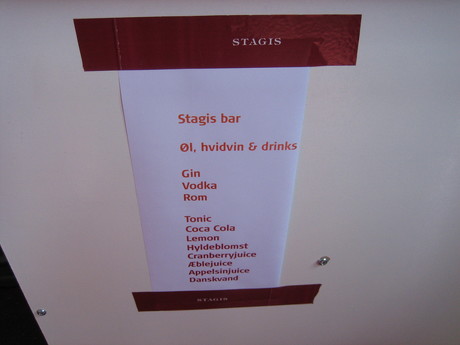 STAGIS
Stagis bar
Øl, hvidvin & drinks
Gin
Vodka
Rom
Tonic
Coca Cola
Lemon
Hyldeblomst
Cranberryjuice
Æblejuice
Appelsinjuice
Danskvand
STAGIS